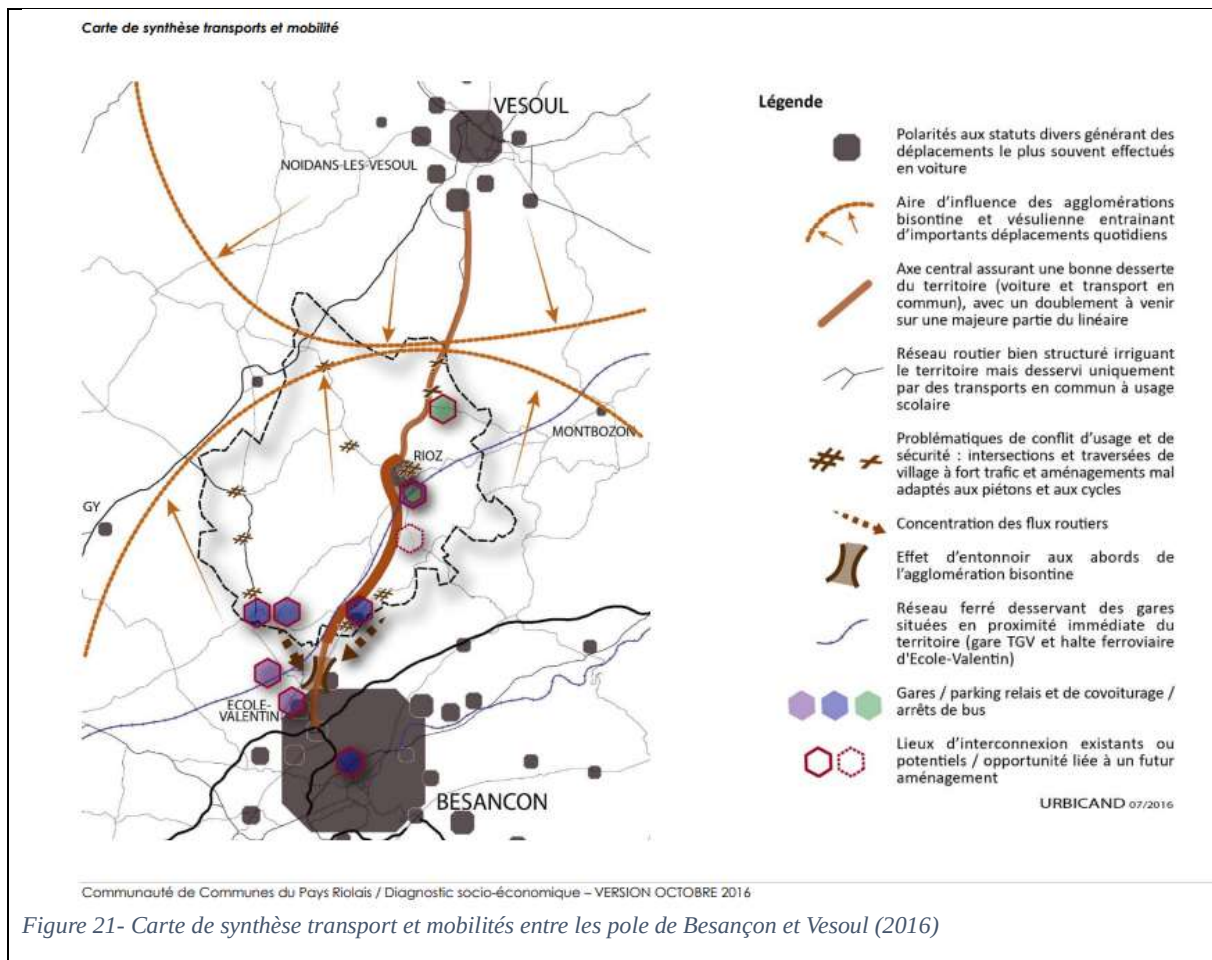 Carte de synthèse transports et mobilité
VESOUL
NOIDANS-LES-VESOUL
MONTBOZON
RIOZ
GY
ECOLE-
VALENTIN
BESANCON
Légende
Polarités aux statuts divers générant des
déplacements le plus souvent effectués
en voiture
Aire d'influence des agglomérations
bisontine et vésulienne entrainant
d'importants déplacements quotidiens
Axe central assurant une bonne desserte
du territoire (voiture et transport en
commun), avec un doublement à venir
sur une majeure partie du linéaire
Réseau routier bien structuré irriguant
le territoire mais desservi uniquement
par des transports en commun à usage
scolaire
Problématiques de conflit d'usage et de
sécurité : intersections et traversées de
village à fort trafic et aménagements mal
adaptés aux piétons et aux cycles
Concentration des flux routiers
Effet d'entonnoir aux abords de
l'agglomération bisontine
Réseau ferré desservant des gares
situées en proximité immédiate du
territoire (gare TGV et halte ferroviaire
d'Ecole-Valentin)
Gares / parking relais et de covoiturage /
arrêts de bus
Lieux d'interconnexion existants ou
potentiels / opportunité liée à un futur
aménagement
URBICAND 07/2016
Communauté de Communes du Pays Riolais / Diagnostic socio-économique – VERSION OCTOBRE 2016
Figure 21- Carte de synthèse transport et mobilités entre les pole de Besançon et Vesoul (2016)